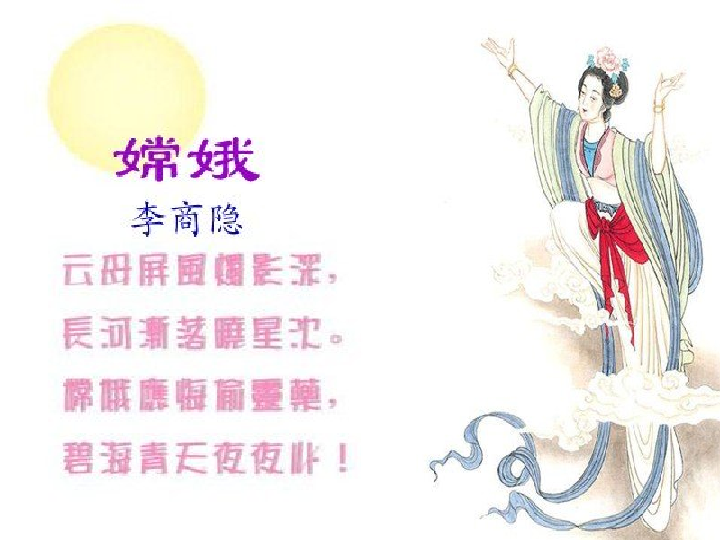 嫦娥
李商隐
云母屏風燭影深，
長河漸落曉星沈。
嫦娥應悔偷靈藥，
碧海青天夜夜心！